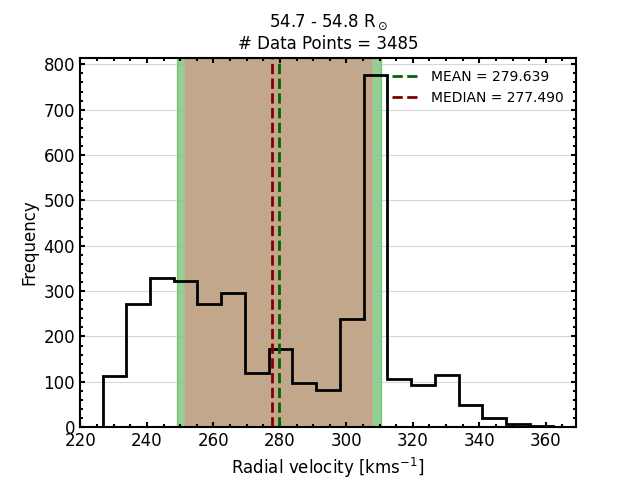 54.7 - 54.8 R⊙
# Data Points = 3485
MEAN = 279.639
MEDIAN = 277.490
800
700
600
500
400
300
200
100
0
Frequency
220 240 260 280 300 320 340 360
Radial velocity [kms⁻¹]